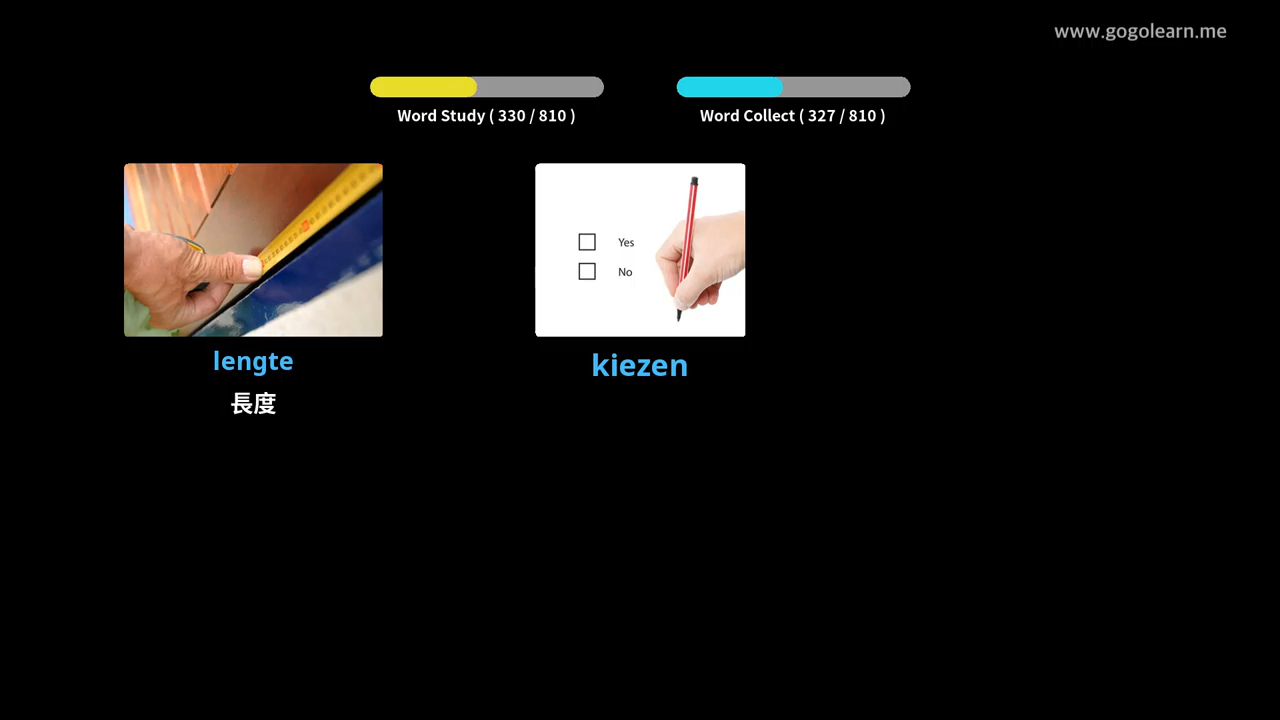 www.gogolearn.me
Word Study ( 330 / 810 )
Word Collect ( 327 / 810 )
Yes
No
lengte
長度
kiezen